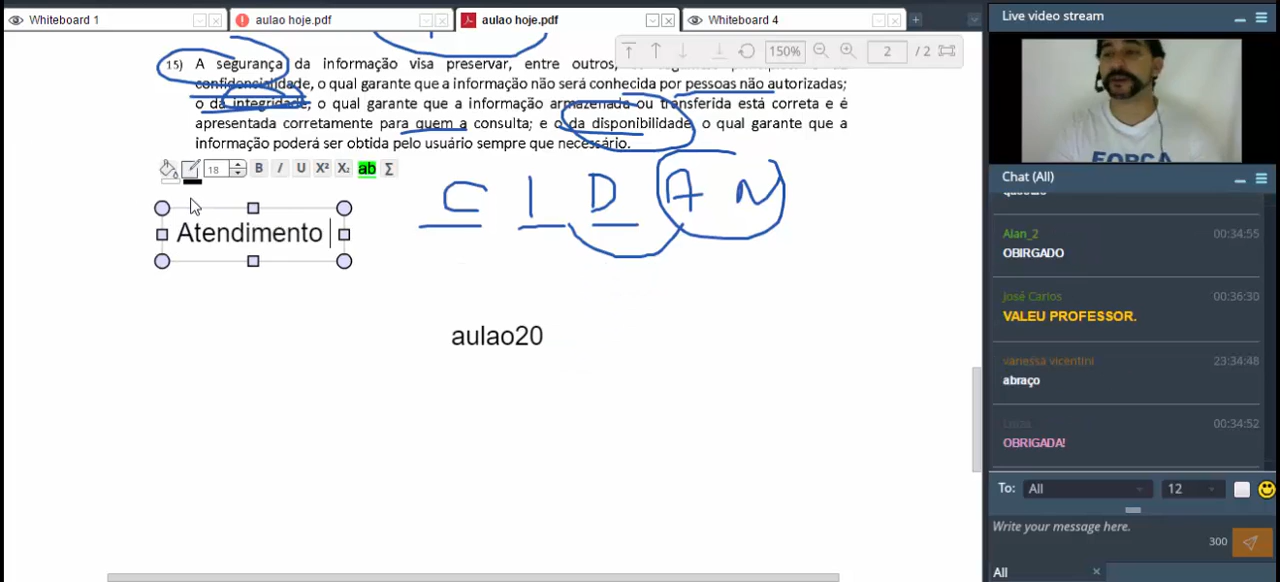 Whiteboard 1
aulao hoje.pdf
aulao hoje.pdf
Whiteboard 4
150%
2 / 2
15) A segurança da informação visa preservar, entre outros,
confidencialidade, o qual garante que a informação não será conhecida por pessoas não autorizadas;
o da integridade, o qual garante que a informação armazenada ou transferida está correta e é
apresentada corretamente para quem a consulta; e o da disponibilidade, o qual garante que a
informação poderá ser obtida pelo usuário sempre que necessário.
18 B I U X² X₂ ab Σ
C I D A N
Atendimento
aulao20
Live video stream
FORÇA
Chat (All)
Alan_2 00:34:55
OBIRGADO
José Carlos 00:36:30
VALEU PROFESSOR.
vanessa vicentini 23:34:48
abraço
00:34:52
OBRIGADA!
To: All 12
Write your message here.
300
All